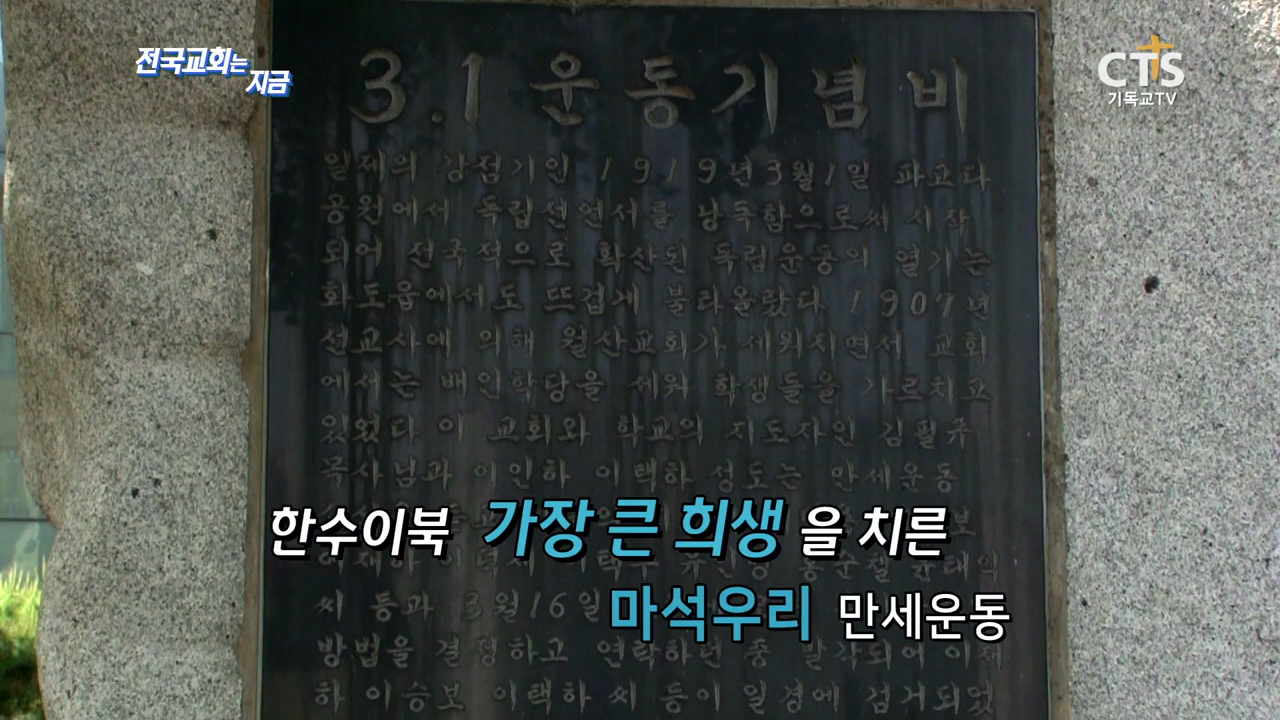 전국교회는
지금
CTS
기독교TV
3.1 운동기념비
일제의 강점기인 1919년3월1일 파고다
공원에서 독립선언서를 낭독함으로써 시작
되어 전국적으로 확산된 독립운동의 열기는
화도읍에서도 뜨겁게 불타올랐다 1907년
선교사에 의해 월산교회가 세워지면서 교회
에서는 배인학당을 세워 학생들을 가르치고
있었다 이 교회와 학교의 지도자인 김필규
목사님과 이인하 이택하 성도는 만세운동
한수이북 가장 큰 희생을 치른
윤태익
씨 등과 3월16일
마석우리 만세운동
방법을 결정하고 연락하던 중 발각되어 이재
하 이승보 이택하 씨 등이 일경에 검거되었